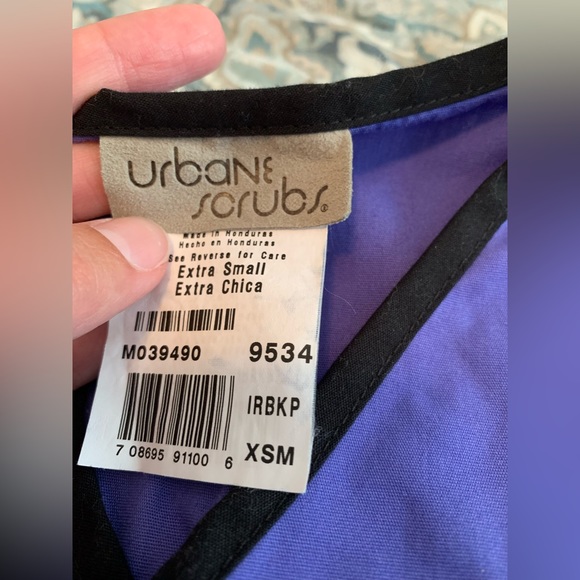 urbane
scrubs®
Made in Honduras
Hecho en Honduras
See Reverse for Care
Extra Small
Extra Chica
M039490 9534
IRBKP
7 08695 91100 6 XSM